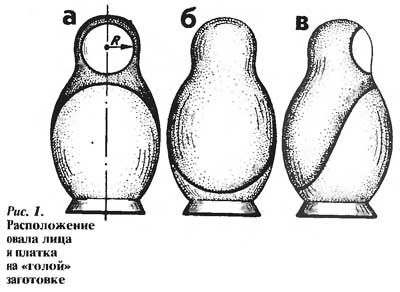 а б в
R
Рис. 1.
Расположение
овала лица
и платка
на «голой»
заготовке